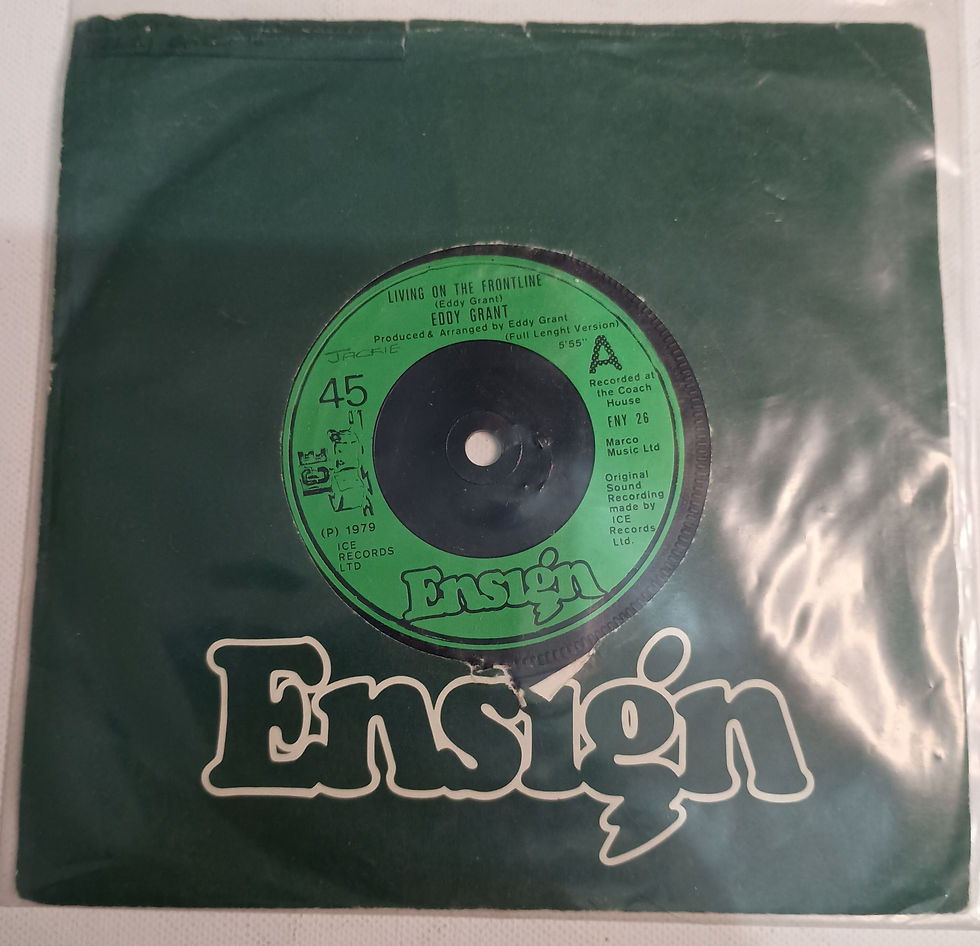 LIVING ON THE FRONTLINE
(Eddy Grant)
EDDY GRANT
Produced & Arranged by Eddy Grant
(Full Lenght Version)
5'55"
JACKIE
A
45
Recorded at
the Coach
House
ENY 26
Marco
Music Ltd
ICE
Original
Sound
Recording
made by
ICE
Records
Ltd.
(P) 1979
ICE
RECORDS
LTD
Ensign
Ensign